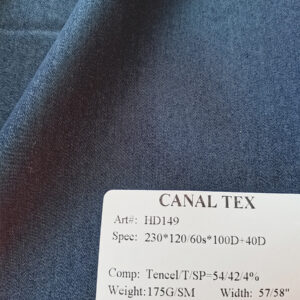 CANAL TEX
Art#: HD149
Spec: 230*120/60s*100D+40D
Comp: Tencel/T/SP=54/42/4%
Weight:175G/SM Width: 57/58"